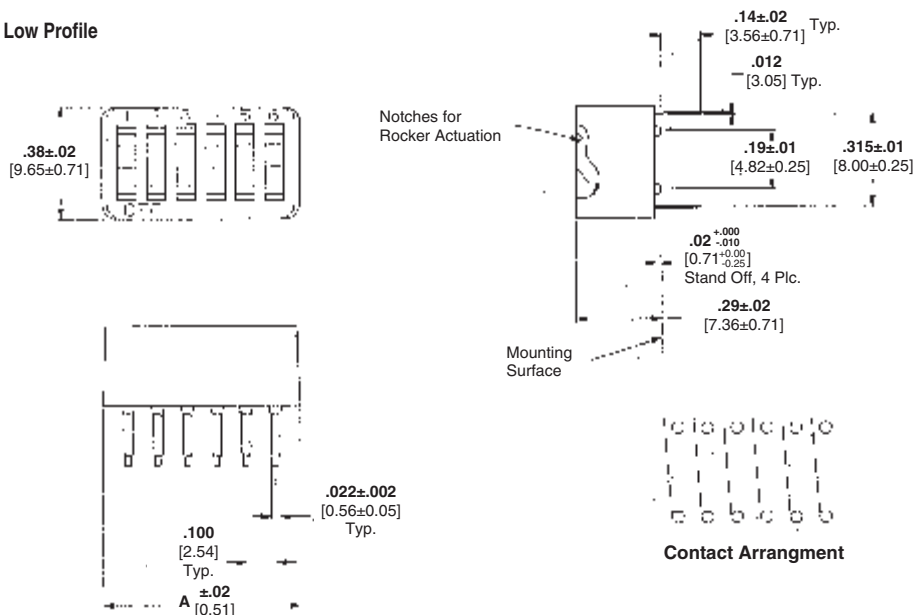 Low Profile
.38±.02
[9.65±0.71]
.14±.02 Typ.
[3.56±0.71]
.012
[3.05] Typ.
Notches for
Rocker Actuation
.19±.01
[4.82±0.25]
.315±.01
[8.00±0.25]
.02 +.000 -.010
[0.71 +0.00 -0.25]
Stand Off, 4 Plc.
.29±.02
[7.36±0.71]
Mounting
Surface
.022±.002
[0.56±0.05]
Typ.
.100
[2.54]
Typ.
A ±.02
[0.51]
Contact Arrangment